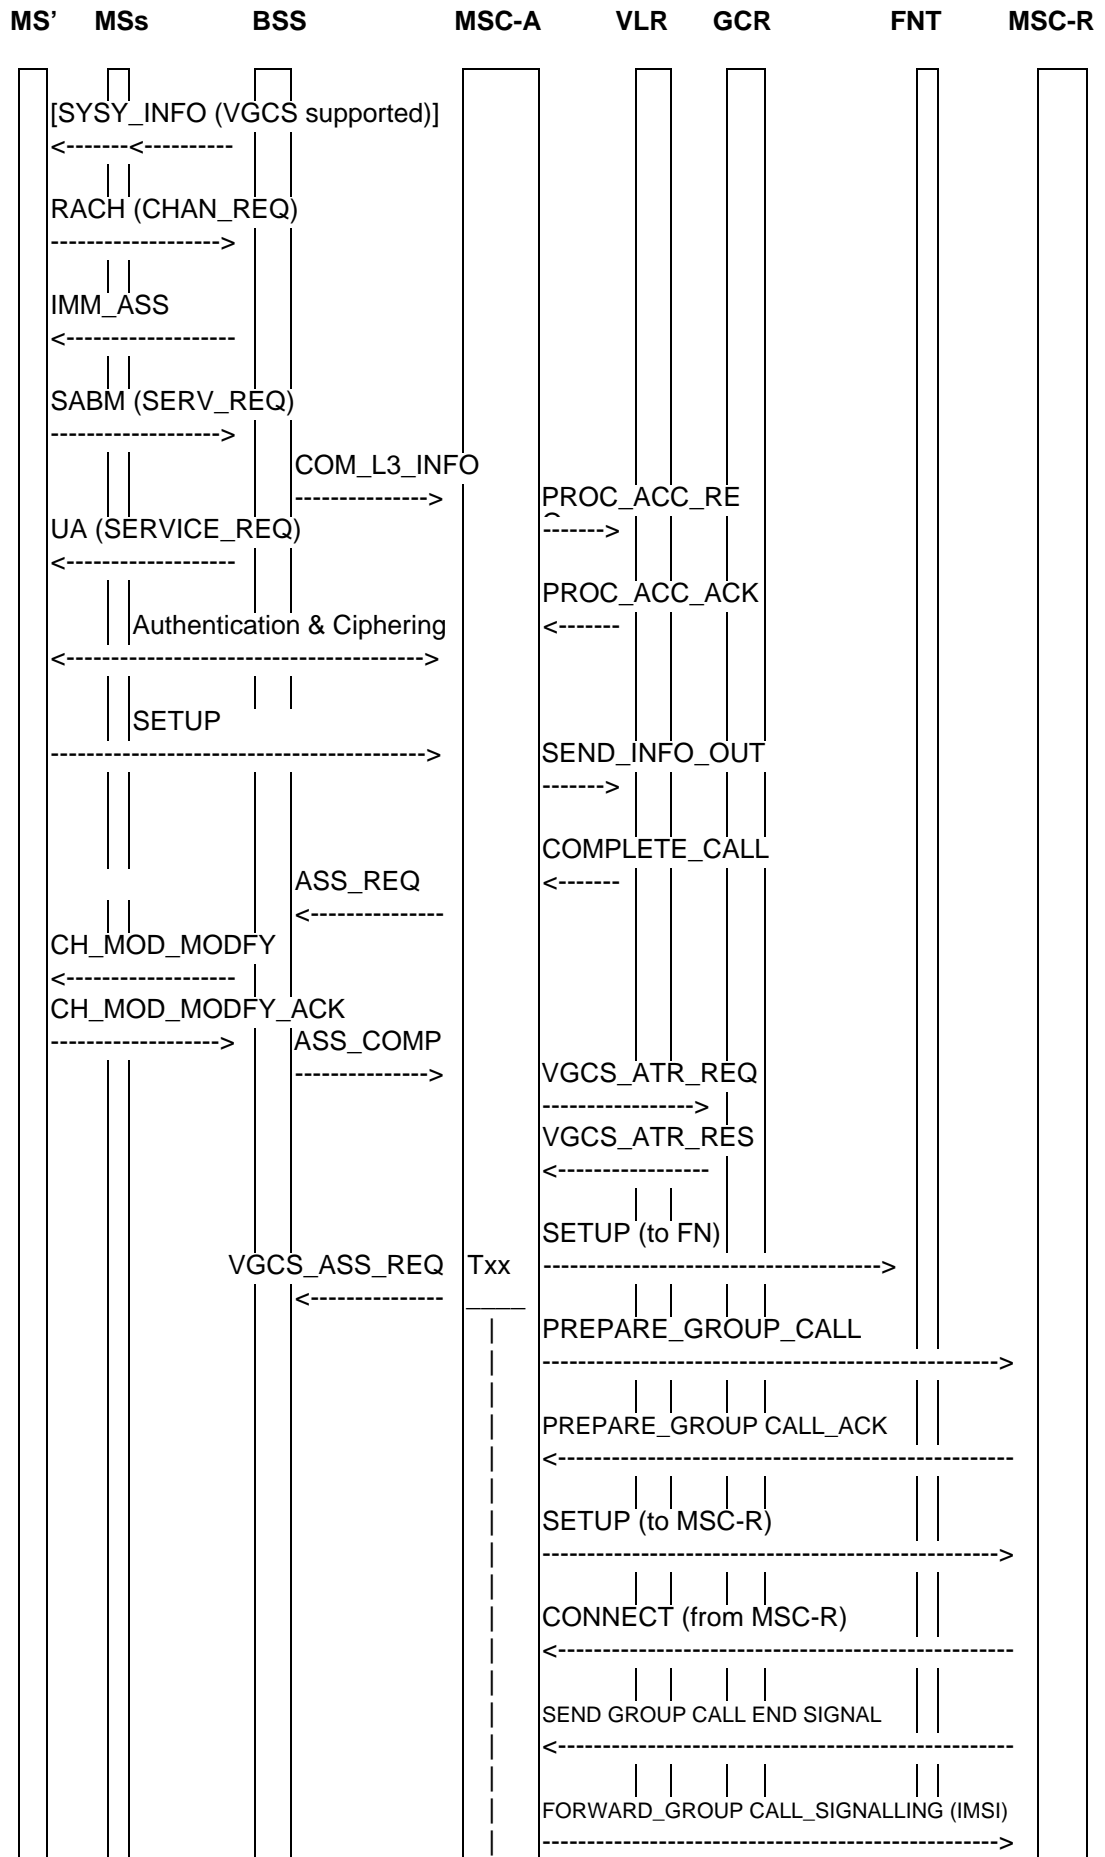 MS’ MSs BSS MSC-A VLR GCR FNT MSC-R
[SYSY_INFO (VGCS supported)]
<-------<----------
RACH (CHAN_REQ)
------------------->
IMM_ASS
<-------------------
SABM (SERV_REQ)
------------------->
COM_L3_INFO
--------------->
PROC_ACC_RE
------->
UA (SERVICE_REQ)
<-------------------
PROC_ACC_ACK
<-------
Authentication & Ciphering
<---------------------------------------->
SETUP
------------------------------------------>
SEND_INFO_OUT
------->
COMPLETE_CALL
<-------
ASS_REQ
<---------------
CH_MOD_MODFY
<-------------------
CH_MOD_MODFY_ACK
------------------->
ASS_COMP
--------------->
VGCS_ATR_REQ
----------------->
VGCS_ATR_RES
<-----------------
SETUP (to FN)
-------------------------------------->
VGCS_ASS_REQ Txx
<--------------- ____
PREPARE_GROUP_CALL
--------------------------------------------------->
PREPARE_GROUP CALL_ACK
<---------------------------------------------------
SETUP (to MSC-R)
--------------------------------------------------->
CONNECT (from MSC-R)
<---------------------------------------------------
SEND GROUP CALL END SIGNAL
<---------------------------------------------------
FORWARD_GROUP CALL_SIGNALLING (IMSI)
--------------------------------------------------->